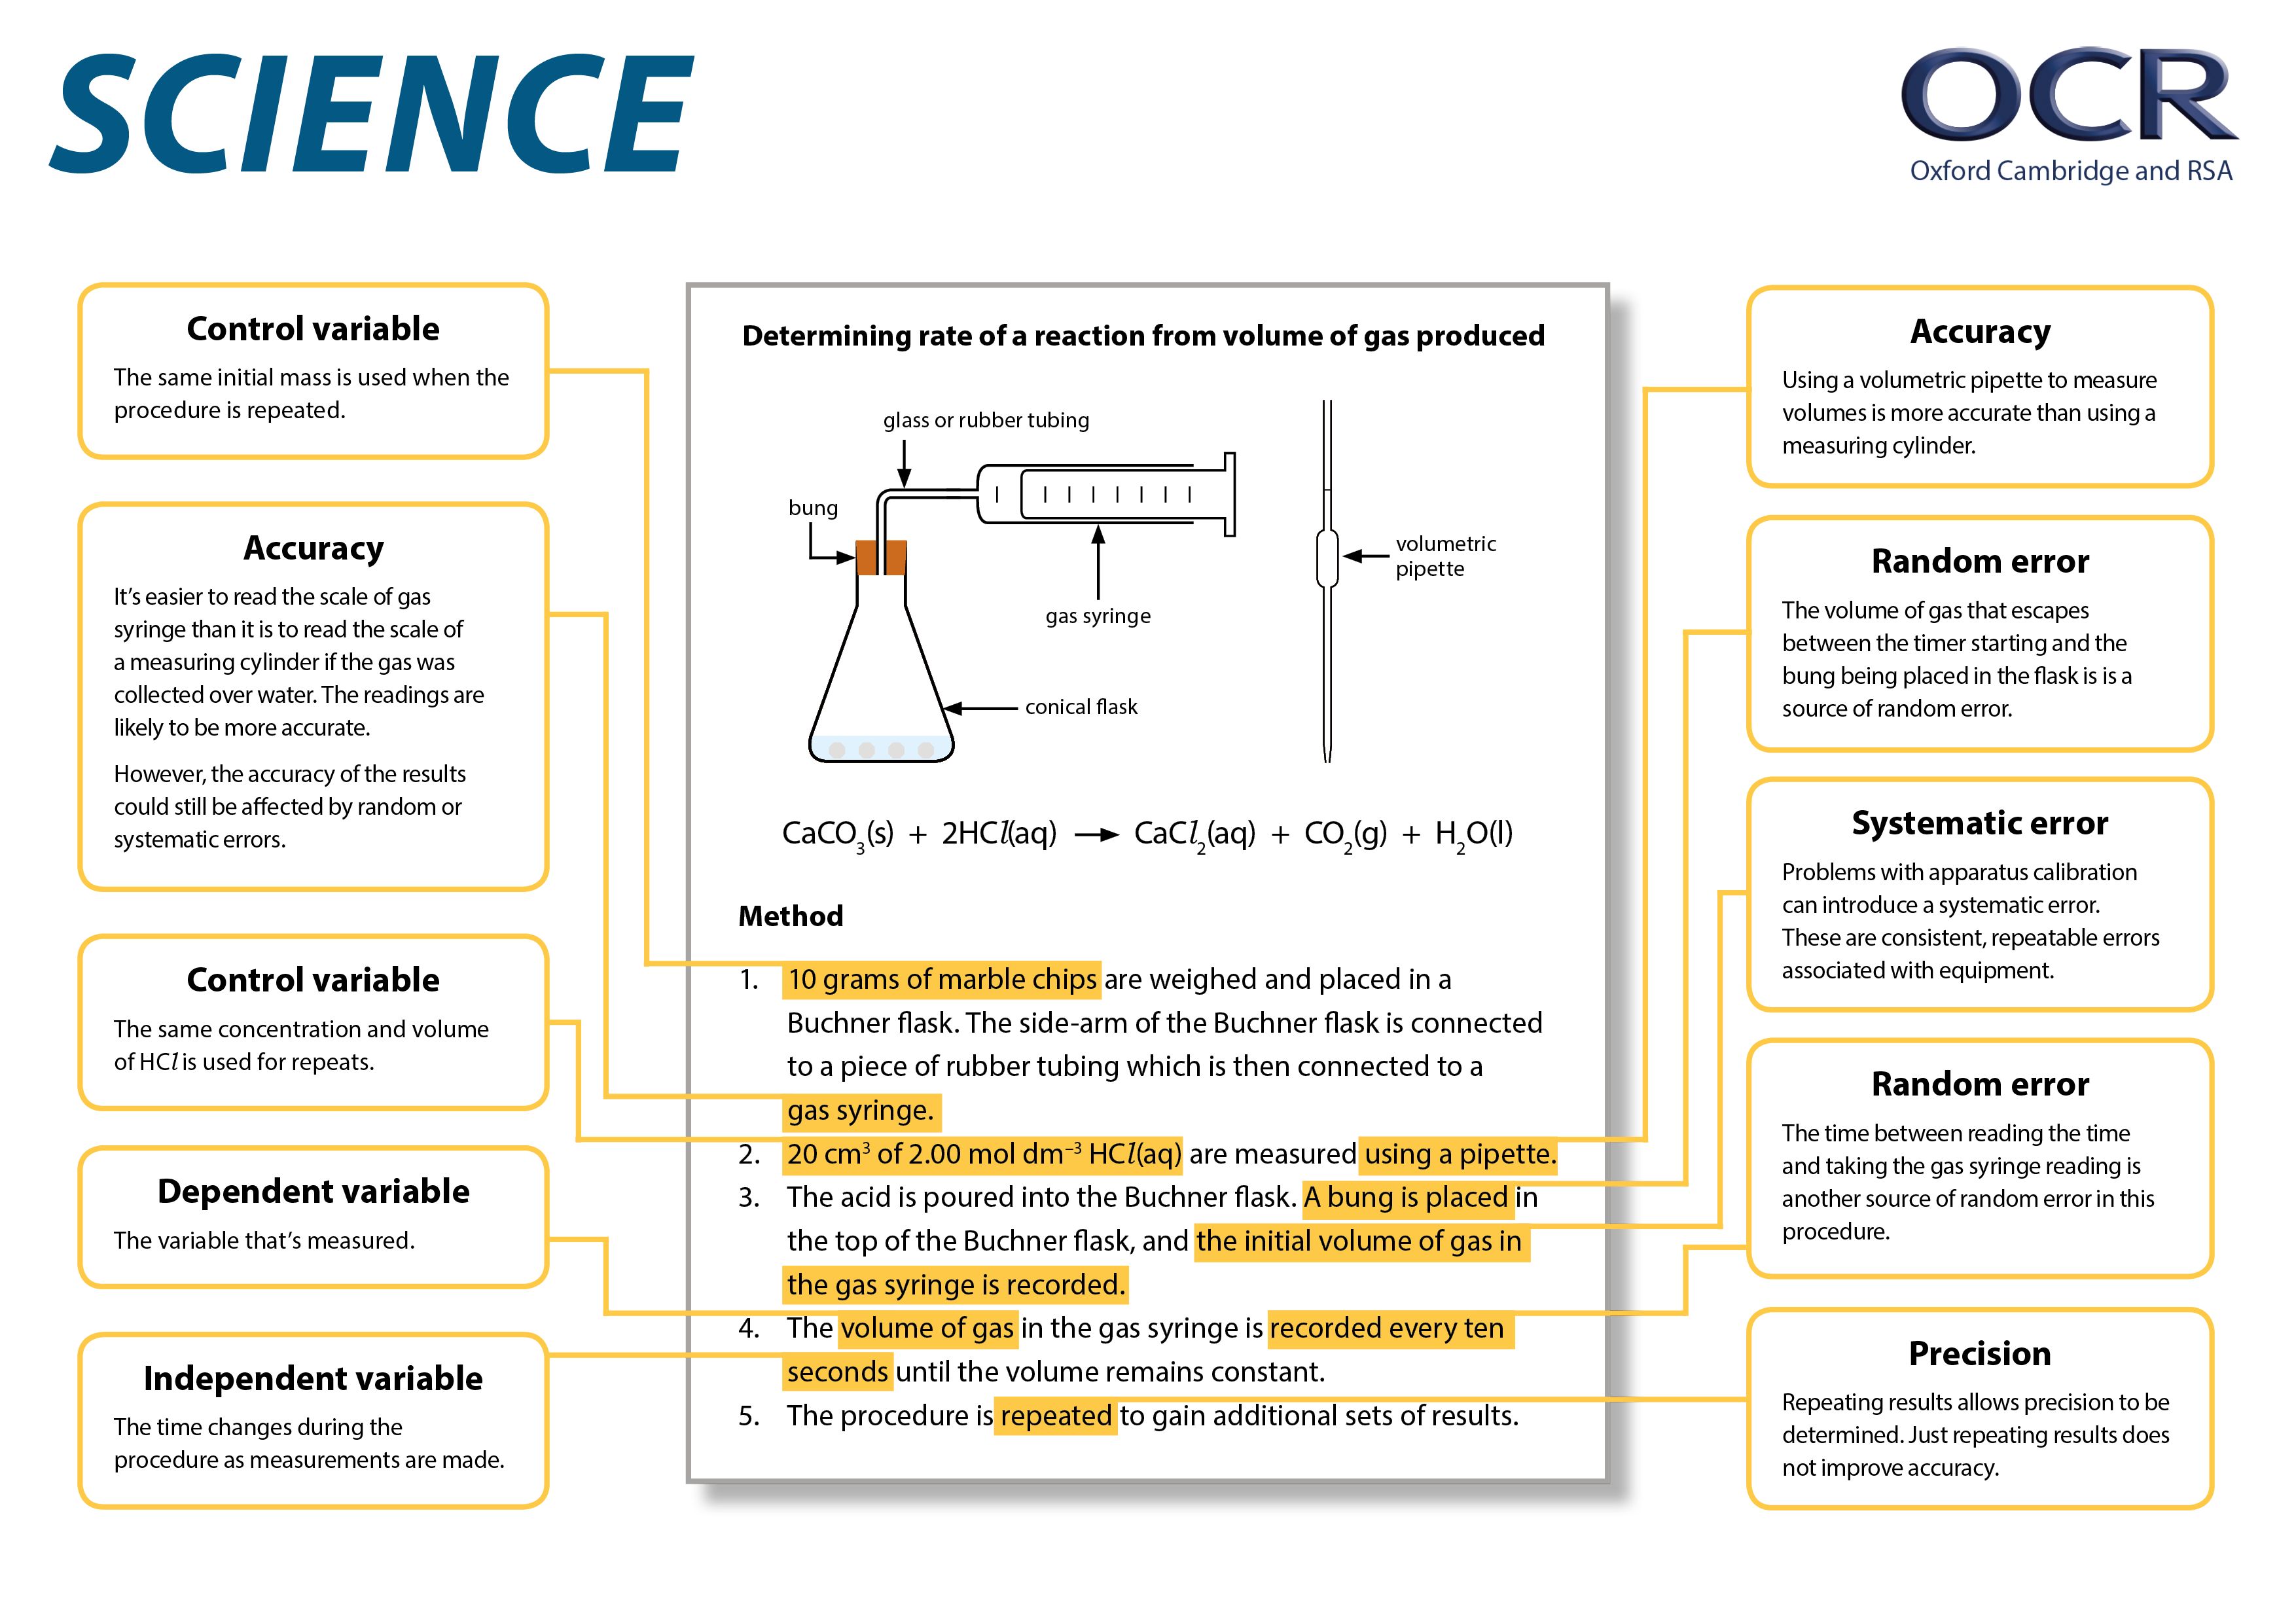 SCIENCE
OCR
Oxford Cambridge and RSA
Control variable
The same initial mass is used when the
procedure is repeated.
Accuracy
It’s easier to read the scale of gas
syringe than it is to read the scale of
a measuring cylinder if the gas was
collected over water. The readings are
likely to be more accurate.
However, the accuracy of the results
could still be affected by random or
systematic errors.
Control variable
The same concentration and volume
of HCl is used for repeats.
Dependent variable
The variable that’s measured.
Independent variable
The time changes during the
procedure as measurements are made.
Determining rate of a reaction from volume of gas produced
glass or rubber tubing
bung
volumetric
pipette
gas syringe
conical flask
CaCO₃(s) + 2HCl(aq) → CaCl₂(aq) + CO₂(g) + H₂O(l)
Method
1. 10 grams of marble chips are weighed and placed in a
Buchner flask. The side-arm of the Buchner flask is connected
to a piece of rubber tubing which is then connected to a
gas syringe.
2. 20 cm³ of 2.00 mol dm⁻³ HCl(aq) are measured using a pipette.
3. The acid is poured into the Buchner flask. A bung is placed in
the top of the Buchner flask, and the initial volume of gas in
the gas syringe is recorded.
4. The volume of gas in the gas syringe is recorded every ten
seconds until the volume remains constant.
5. The procedure is repeated to gain additional sets of results.
Accuracy
Using a volumetric pipette to measure
volumes is more accurate than using a
measuring cylinder.
Random error
The volume of gas that escapes
between the timer starting and the
bung being placed in the flask is is a
source of random error.
Systematic error
Problems with apparatus calibration
can introduce a systematic error.
These are consistent, repeatable errors
associated with equipment.
Random error
The time between reading the time
and taking the gas syringe reading is
another source of random error in this
procedure.
Precision
Repeating results allows precision to be
determined. Just repeating results does
not improve accuracy.